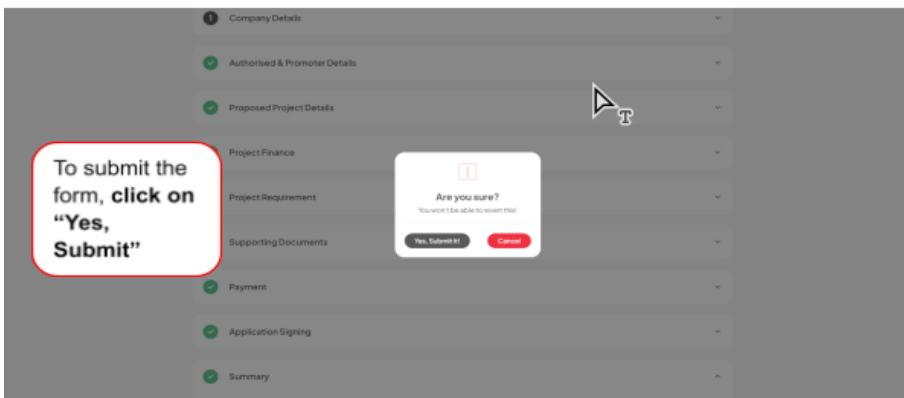 1 Company Details
Authorised & Promoter Details
Proposed Project Details
Project Finance
To submit the
form, click on
“Yes,
Submit”
Project Requirement
Supporting Documents
Are you sure?
You won't be able to revert this!
Yes, Submit it!
Cancel
Payment
Application Signing
Summary